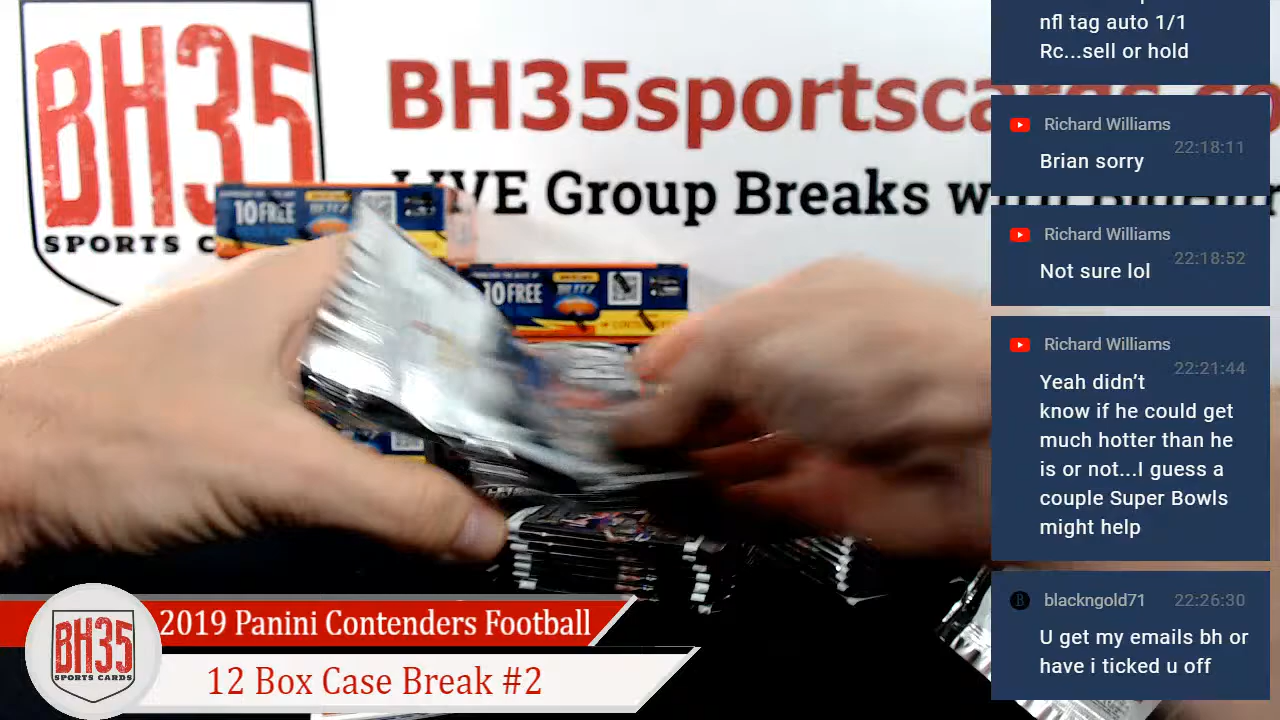 BH35
SPORTS C
BH35sportsca
LIVE Group Breaks w
10 FREE
BLITZ
10 FREE
BLITZ
nfl tag auto 1/1
Rc...sell or hold
Richard Williams
22:18:11
Brian sorry
Richard Williams
22:18:52
Not sure lol
Richard Williams
22:21:44
Yeah didn't
know if he could get
much hotter than he
is or not...I guess a
couple Super Bowls
might help
blackngold71
22:26:30
U get my emails bh or
have i ticked u off
BH35
SPORTS CARDS
2019 Panini Contenders Football
12 Box Case Break #2